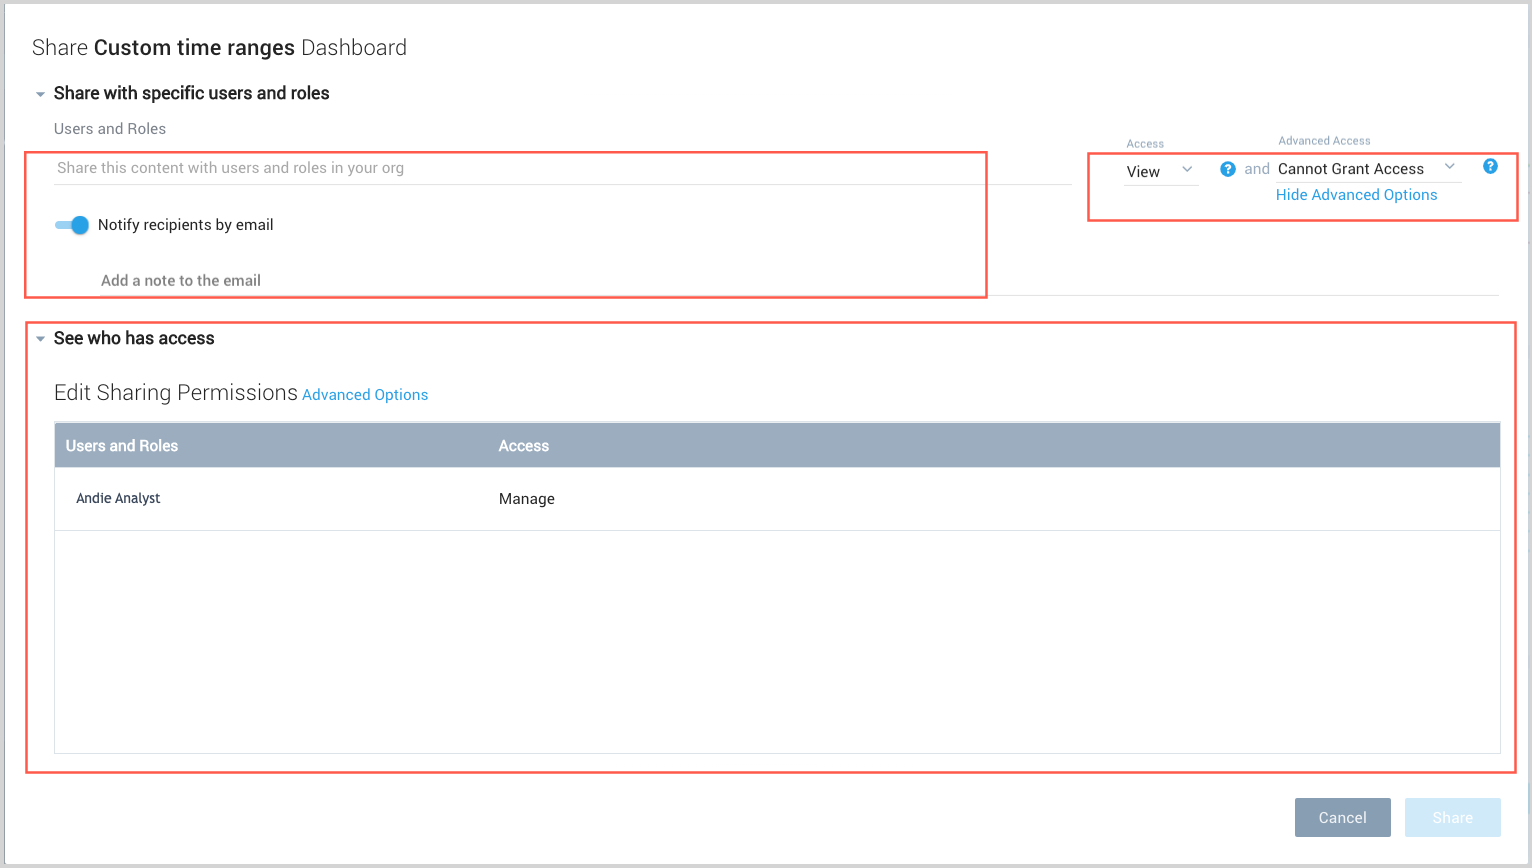 Share Custom time ranges Dashboard
Share with specific users and roles
Users and Roles
Share this content with users and roles in your org
Access
View
?
and
Advanced Access
Cannot Grant Access
?
Hide Advanced Options
Notify recipients by email
Add a note to the email
See who has access
Edit Sharing Permissions Advanced Options
Users and Roles Access
Andie Analyst Manage
Cancel Share